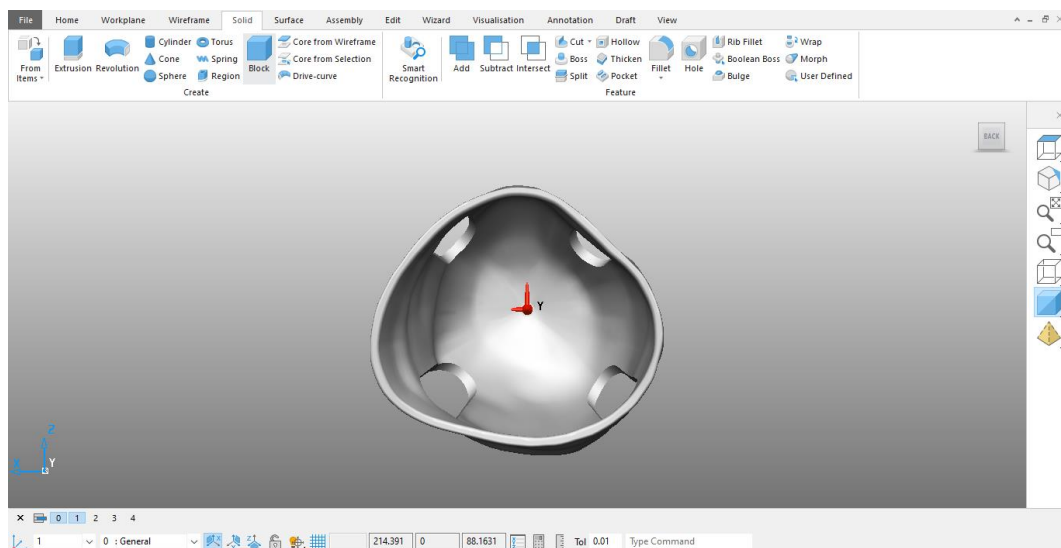 File Home Workplane Wireframe Solid Surface Assembly Edit Wizard Visualisation Annotation Draft View
Cylinder Torus Core from Wireframe Cut Hollow Rib Fillet Wrap
Cone Spring Core from Selection Boss Thicken Boolean Boss Morph
Sphere Region Drive-curve Split Pocket Bulge User Defined
From Items Extrusion Revolution Block Smart Recognition Add Subtract Intersect Fillet Hole
Create Feature
BACK
Y
Z
X Y
0 1 2 3 4
1 0 : General 214.391 0 88.1631 Tol 0.01 Type Command